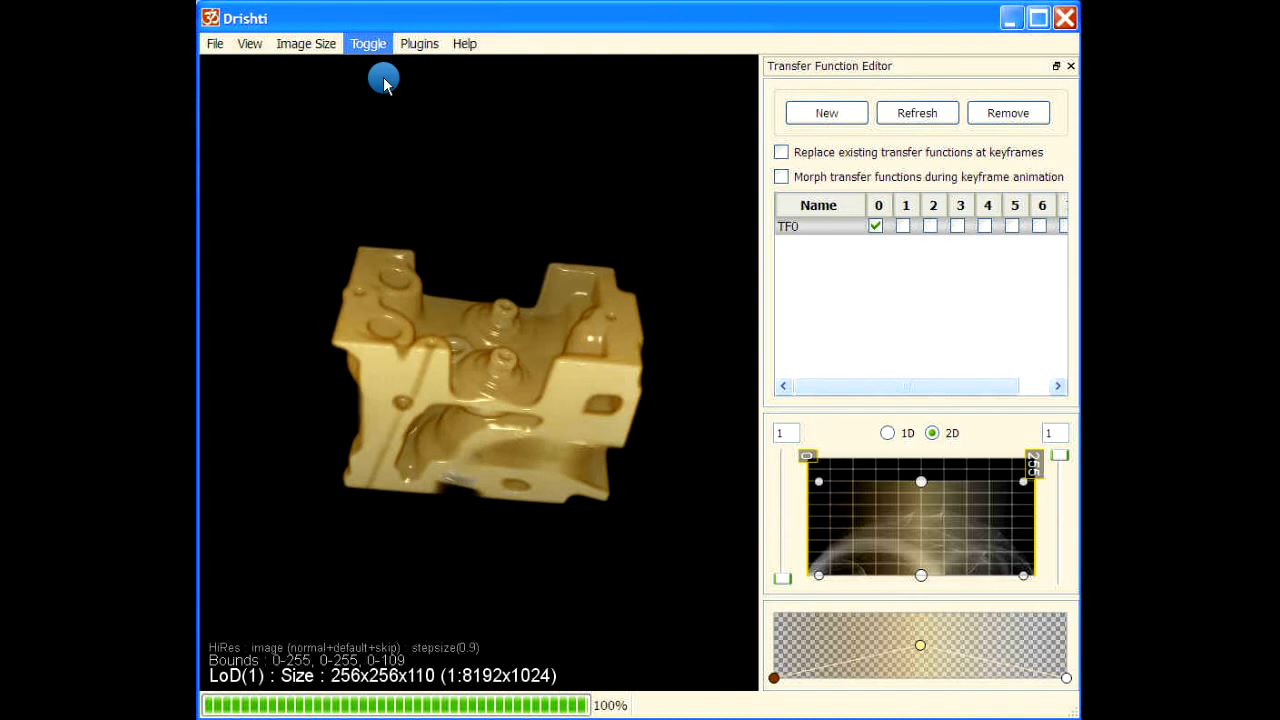 Drishti
File View Image Size Toggle Plugins Help
Transfer Function Editor
New Refresh Remove
Replace existing transfer functions at keyframes
Morph transfer functions during keyframe animation
Name 0 1 2 3 4 5 6
TF0
1 1D 2D 1
0 255
HiRes : image (normal+default+skip) stepsize(0.9)
Bounds : 0-255, 0-255, 0-109
LoD(1) : Size : 256x256x110 (1:8192x1024)
100%